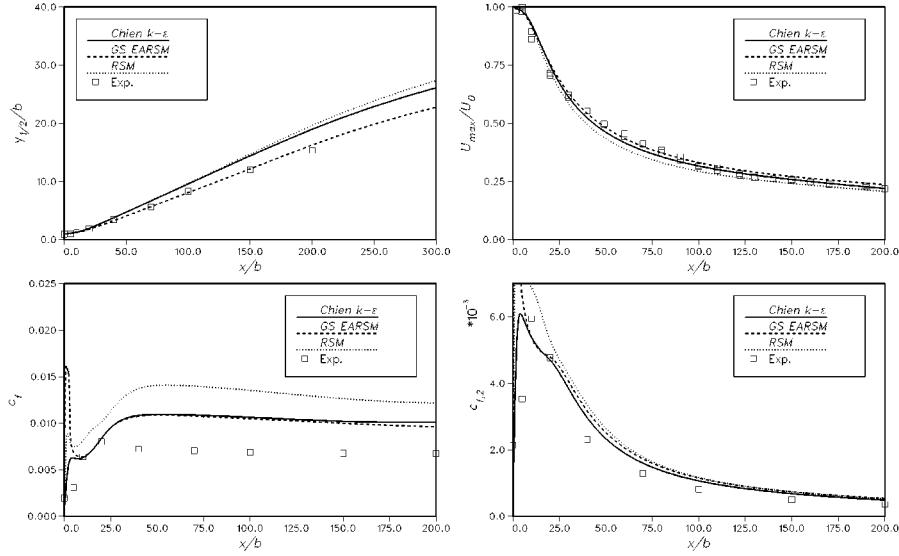 40.0
30.0
20.0
10.0
0.0
y1/2/b
Chien k-ε
GS EARSM
RSM
Exp.
0.0 50.0 100.0 150.0 200.0 250.0 300.0
x/b
1.00
0.75
0.50
0.25
0.00
Umax/U0
Chien k-ε
GS EARSM
RSM
Exp.
0.0 25.0 50.0 75.0 100.0 125.0 150.0 175.0 200.0
x/b
0.025
0.020
0.015
0.010
0.005
0.000
cf
Chien k-ε
GS EARSM
RSM
Exp.
0.0 25.0 50.0 75.0 100.0 125.0 150.0 175.0 200.0
x/b
*10-3
6.0
4.0
2.0
0.0
cf,2
Chien k-ε
GS EARSM
RSM
Exp.
0.0 25.0 50.0 75.0 100.0 125.0 150.0 175.0 200.0
x/b